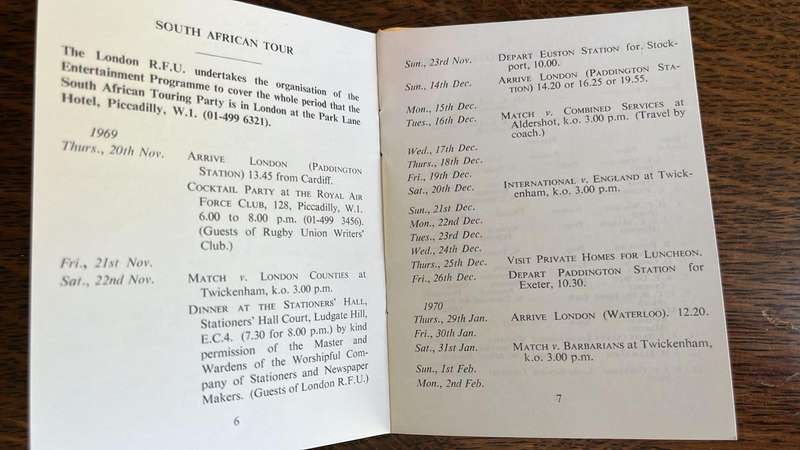 SOUTH AFRICAN TOUR
The London R.F.U. undertakes the organisation of the
Entertainment Programme to cover the whole period that the
South African Touring Party is in London at the Park Lane
Hotel, Piccadilly, W.1. (01-499 6321).
1969
Thurs., 20th Nov.
ARRIVE LONDON (PADDINGTON
STATION) 13.45 from Cardiff.
COCKTAIL PARTY at THE ROYAL AIR
FORCE CLUB, 128, Piccadilly, W.1.
6.00 to 8.00 p.m. (01-499 3456).
(Guests of Rugby Union Writers'
Club.)
Fri., 21st Nov.
Sat., 22nd Nov.
MATCH v. LONDON COUNTIES at
Twickenham, k.o. 3.00 p.m.
DINNER AT THE STATIONERS' HALL,
Stationers' Hall Court, Ludgate Hill,
E.C.4. (7.30 for 8.00 p.m.) by kind
permission of the Master and
Wardens of the Worshipful Com-
pany of Stationers and Newspaper
Makers. (Guests of London R.F.U.)
6
Sun., 23rd Nov.
DEPART EUSTON STATION for Stock-
port, 10.00.
Sun., 14th Dec.
ARRIVE LONDON (PADDINGTON STA-
TION) 14.20 or 16.25 or 19.55.
Mon., 15th Dec.
Tues., 16th Dec.
MATCH v. COMBINED SERVICES at
Aldershot, k.o. 3.00 p.m. (Travel by
coach.)
Wed., 17th Dec.
Thurs., 18th Dec.
Fri., 19th Dec.
Sat., 20th Dec.
INTERNATIONAL v. ENGLAND at Twick-
enham, k.o. 3.00 p.m.
Sun., 21st Dec.
Mon., 22nd Dec.
Tues., 23rd Dec.
Wed., 24th Dec.
Thurs., 25th Dec.
VISIT PRIVATE HOMES FOR LUNCHEON.
Fri., 26th Dec.
DEPART PADDINGTON STATION for
Exeter, 10.30.
1970
Thurs., 29th Jan.
ARRIVE LONDON (WATERLOO). 12.20.
Fri., 30th Jan.
Sat., 31st Jan.
MATCH v. BARBARIANS at Twickenham,
k.o. 3.00 p.m.
Sun., 1st Feb.
Mon., 2nd Feb.
7